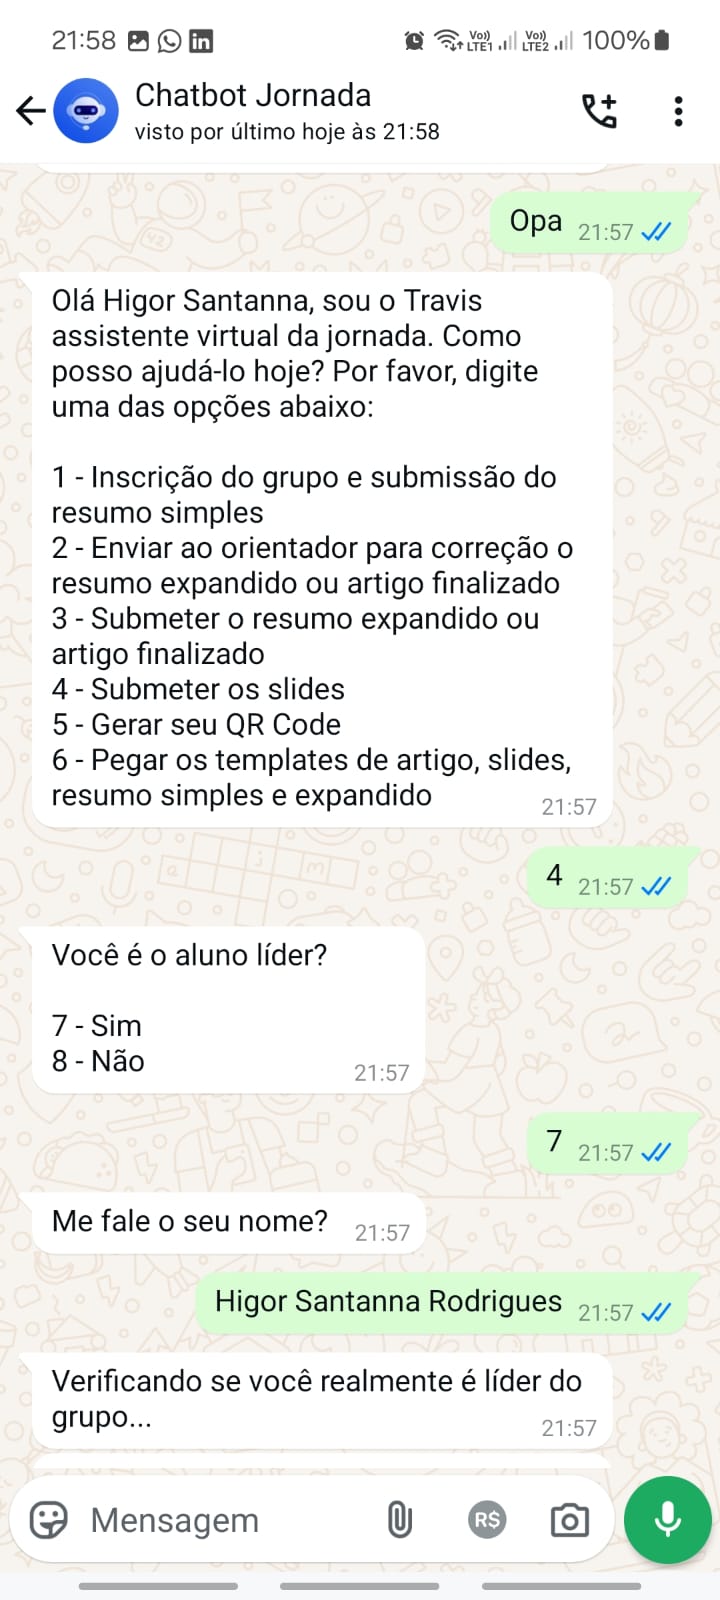 21:58 in Vo) LTE1 Vo) LTE2 100%
Chatbot Jornada
visto por último hoje às 21:58
Opa 21:57
Olá Higor Santanna, sou o Travis
assistente virtual da jornada. Como
posso ajudá-lo hoje? Por favor, digite
uma das opções abaixo:
1 - Inscrição do grupo e submissão do
resumo simples
2 - Enviar ao orientador para correção o
resumo expandido ou artigo finalizado
3 - Submeter o resumo expandido ou
artigo finalizado
4 - Submeter os slides
5 - Gerar seu QR Code
6 - Pegar os templates de artigo, slides,
resumo simples e expandido 21:57
4 21:57
Você é o aluno líder?
7 - Sim
8 - Não 21:57
7 21:57
Me fale o seu nome? 21:57
Higor Santanna Rodrigues 21:57
Verificando se você realmente é líder do
grupo... 21:57
Mensagem R$